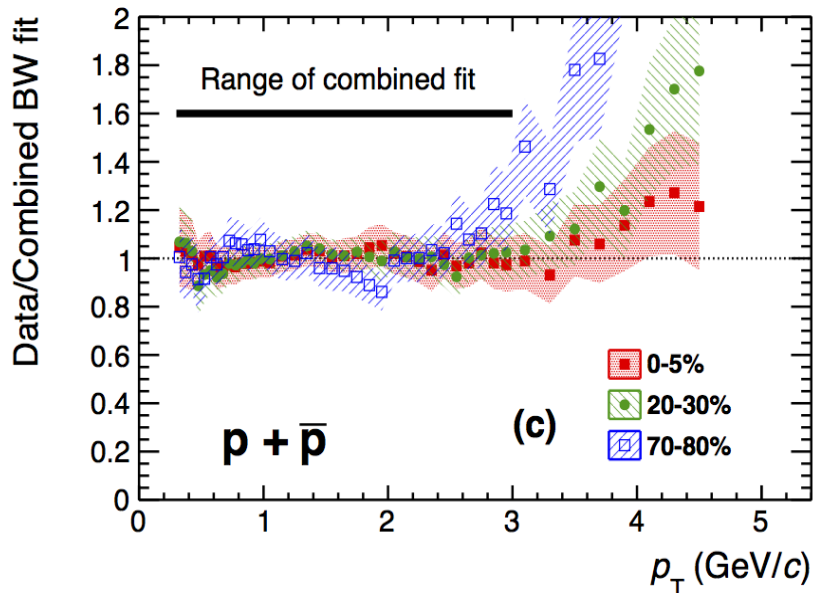 Data/Combined BW fit
2
1.8
1.6
1.4
1.2
1
0.8
0.6
0.4
0.2
0
Range of combined fit
0-5%
20-30%
70-80%
(c)
p + p̅
0 1 2 3 4 5
p_T (GeV/c)